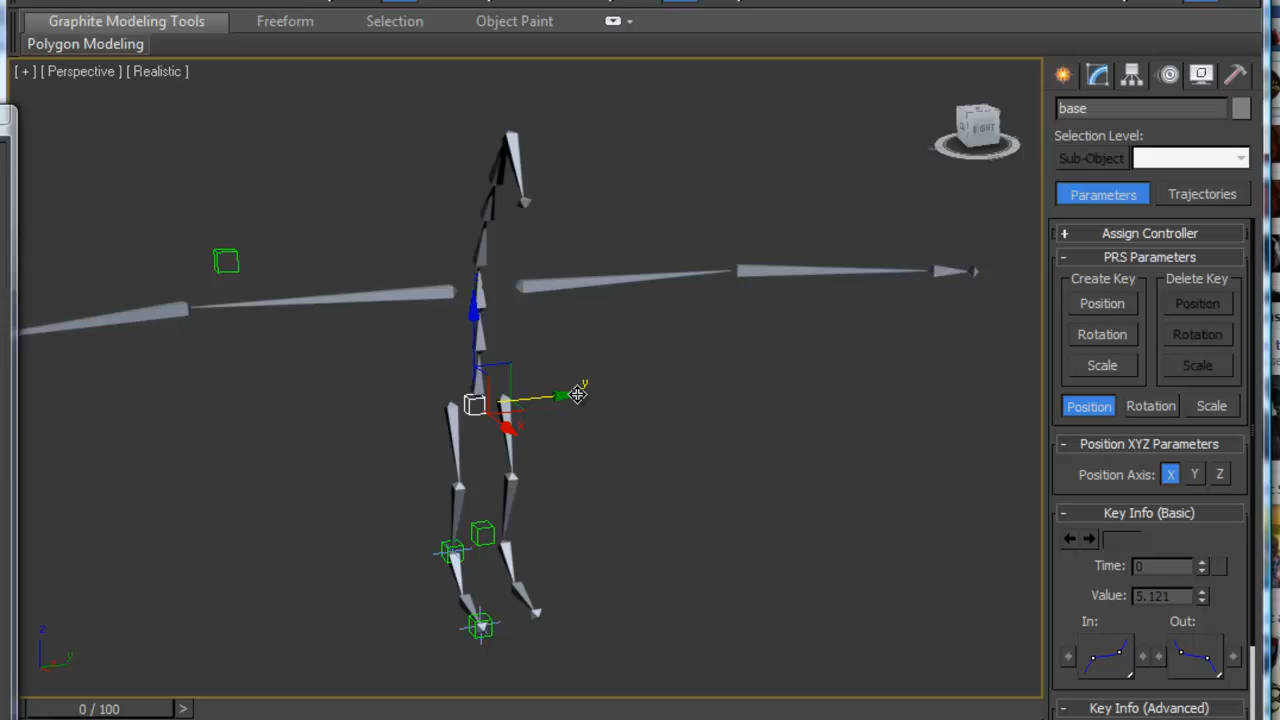 Graphite Modeling Tools Freeform Selection Object Paint
Polygon Modeling
[ + ] [ Perspective ] [ Realistic ]
RIGHT
base
Selection Level:
Sub-Object
Parameters Trajectories
+ Assign Controller
- PRS Parameters
Create Key Delete Key
Position Position
Rotation Rotation
Scale Scale
Position Rotation Scale
- Position XYZ Parameters
Position Axis: X Y Z
- Key Info (Basic)
Time: 0
Value: 5.121
In: Out:
- Key Info (Advanced)
y
x
z
x y
0 / 100 >